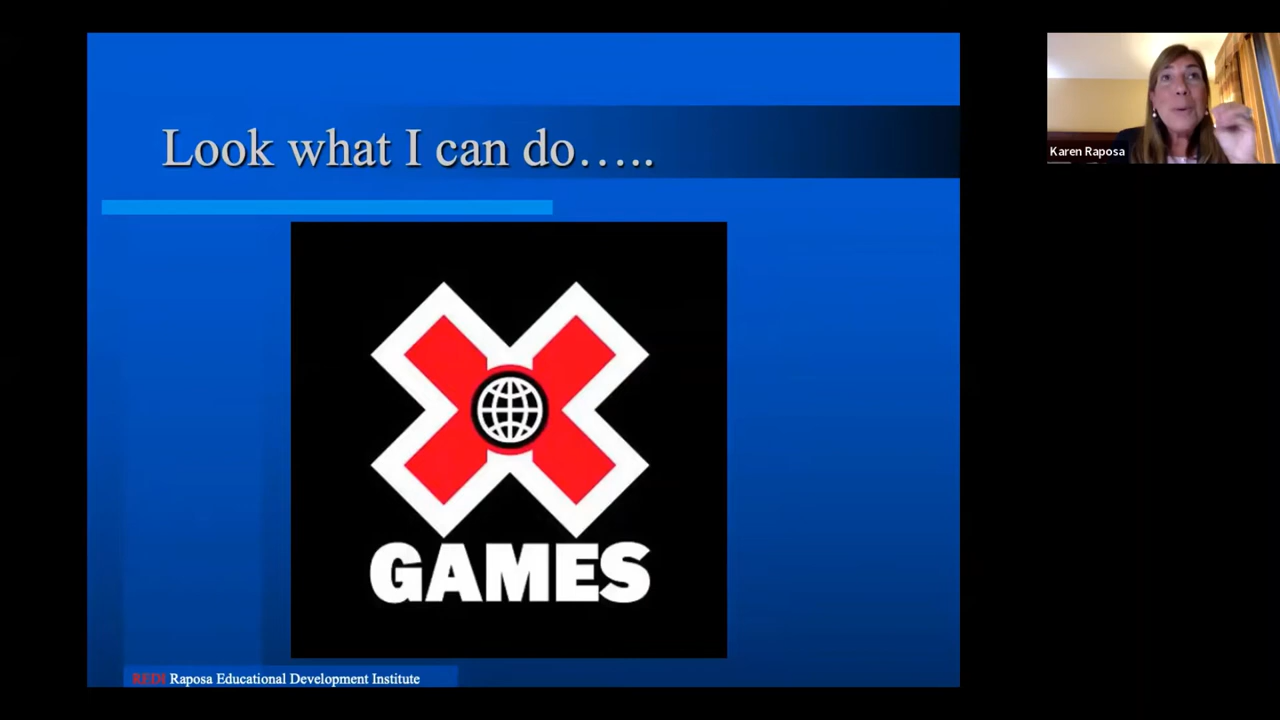 Look what I can do…..
Karen Raposa
GAMES
REDI Raposa Educational Development Institute